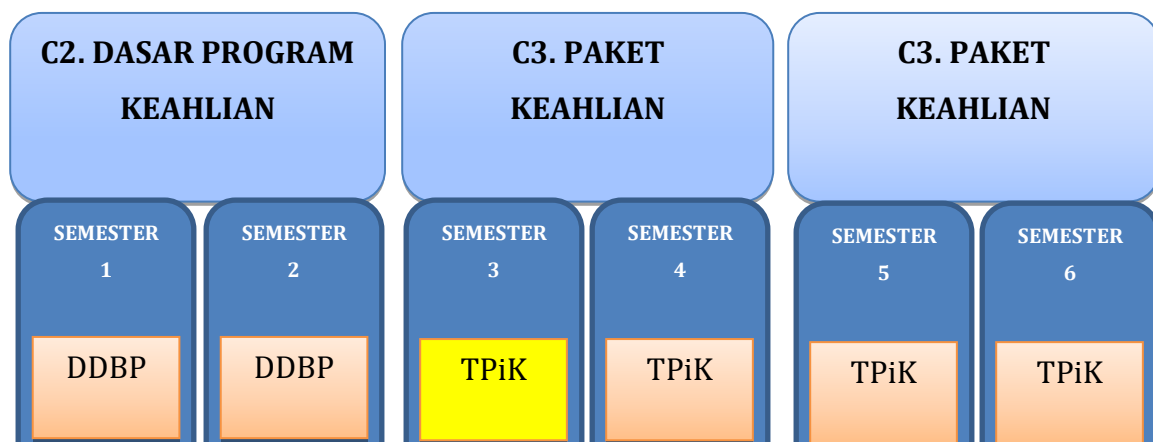 C2. DASAR PROGRAM
KEAHLIAN
C3. PAKET
KEAHLIAN
C3. PAKET
KEAHLIAN
SEMESTER
1
SEMESTER
2
SEMESTER
3
SEMESTER
4
SEMESTER
5
SEMESTER
6
DDBP
DDBP
TPiK
TPiK
TPiK
TPiK